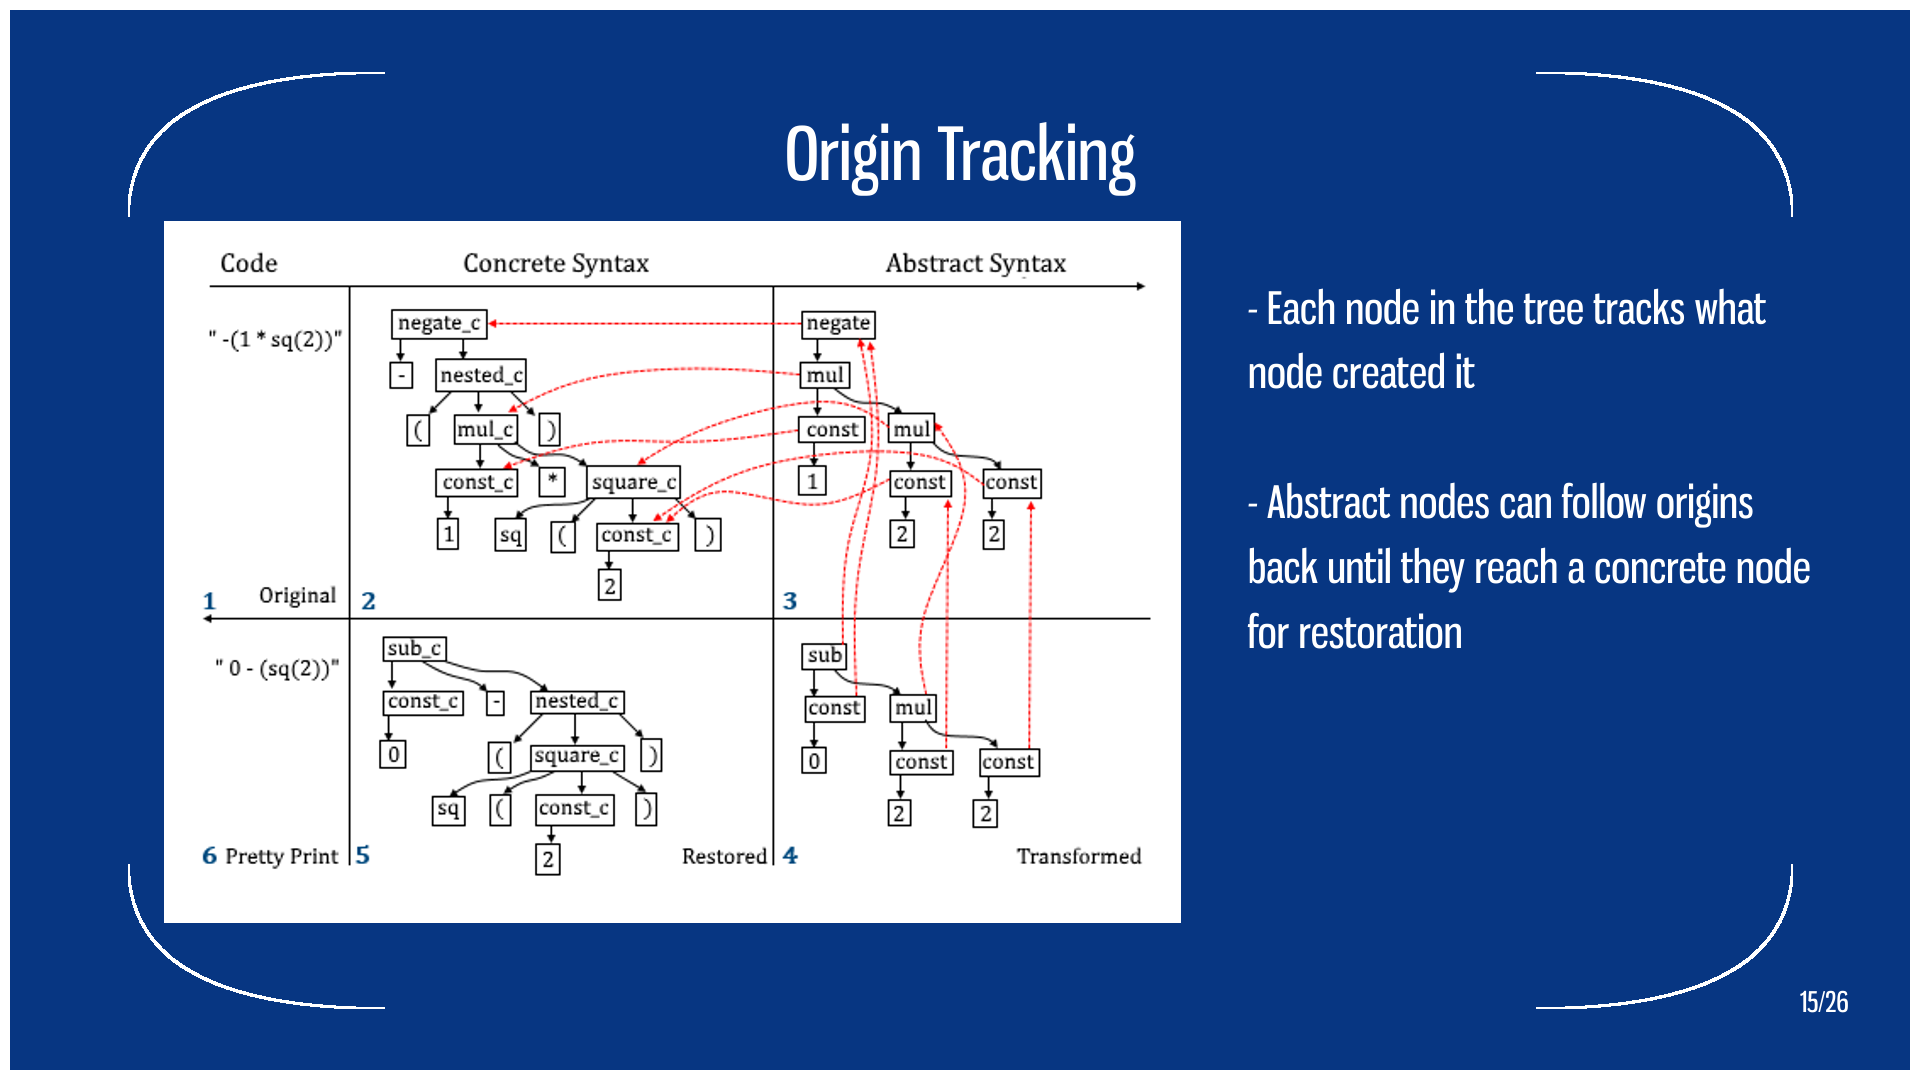 Origin Tracking
Code Concrete Syntax Abstract Syntax
" -(1 * sq(2))"
negate_c
- nested_c
( mul_c )
const_c * square_c
1 sq ( const_c )
2
negate
mul
const mul
1 const const
2 2
1 Original 2 3
" 0 - (sq(2))"
sub_c
const_c - nested_c
0 ( square_c )
sq ( const_c )
2
sub
const mul
0 const const
2 2
6 Pretty Print 5 Restored 4 Transformed
- Each node in the tree tracks what
node created it
- Abstract nodes can follow origins
back until they reach a concrete node
for restoration
15/26